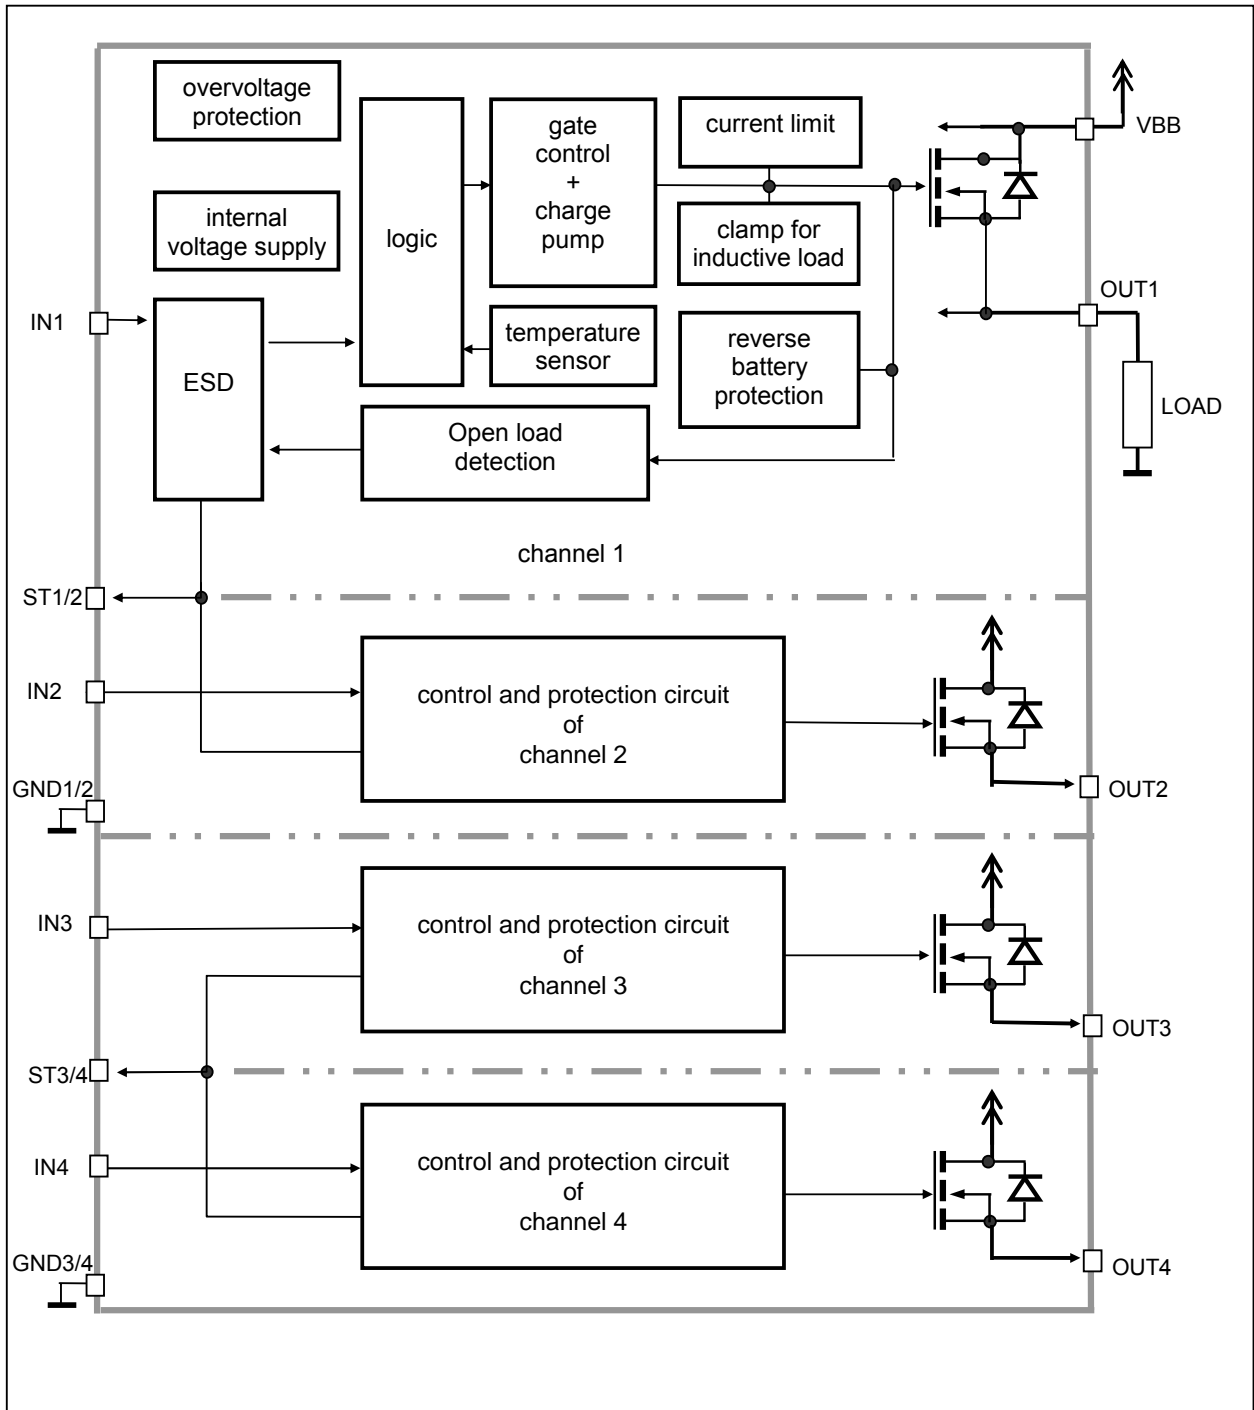 overvoltage
protection
internal
voltage supply
logic
gate
control
+
charge
pump
current limit
clamp for
inductive load
VBB
IN1
ESD
temperature
sensor
reverse
battery
protection
OUT1
LOAD
Open load
detection
channel 1
ST1/2
IN2
control and protection circuit
of
channel 2
GND1/2
OUT2
IN3
control and protection circuit
of
channel 3
OUT3
ST3/4
IN4
control and protection circuit
of
channel 4
GND3/4
OUT4